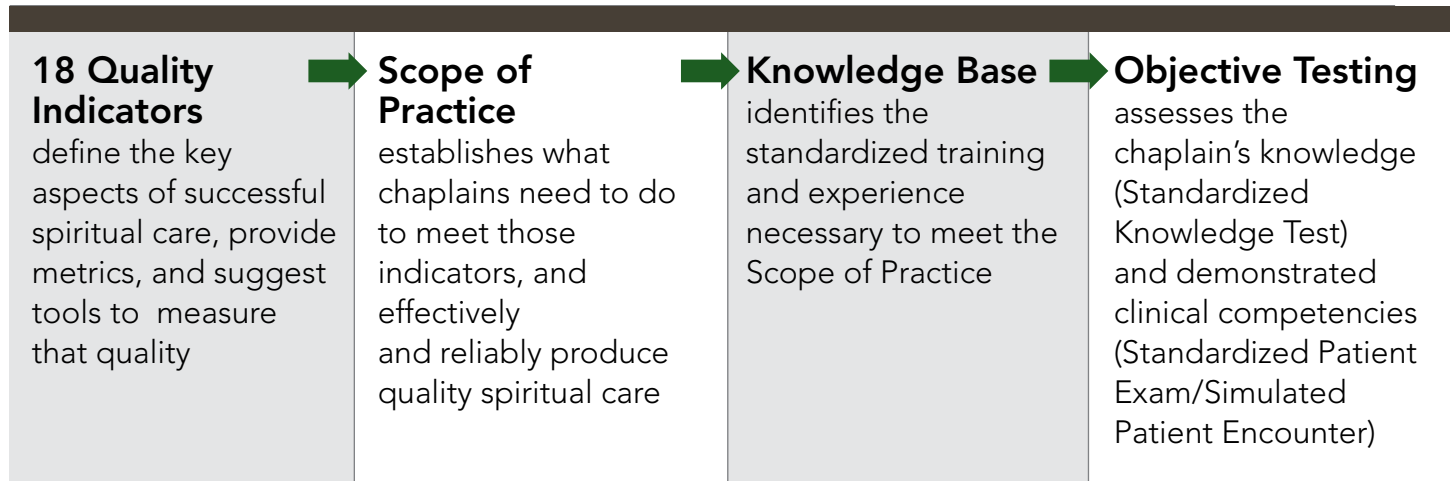 18 Quality
Indicators
define the key
aspects of successful
spiritual care, provide
metrics, and suggest
tools to  measure
that quality
Scope of
Practice
establishes what
chaplains need to do
to meet those
indicators, and
effectively
and reliably produce
quality spiritual care
Knowledge Base
identifies the
standardized training
and experience
necessary to meet the
Scope of Practice
Objective Testing
assesses the
chaplain’s knowledge
(Standardized
Knowledge Test)
and demonstrated
clinical competencies
(Standardized Patient
Exam/Simulated
Patient Encounter)